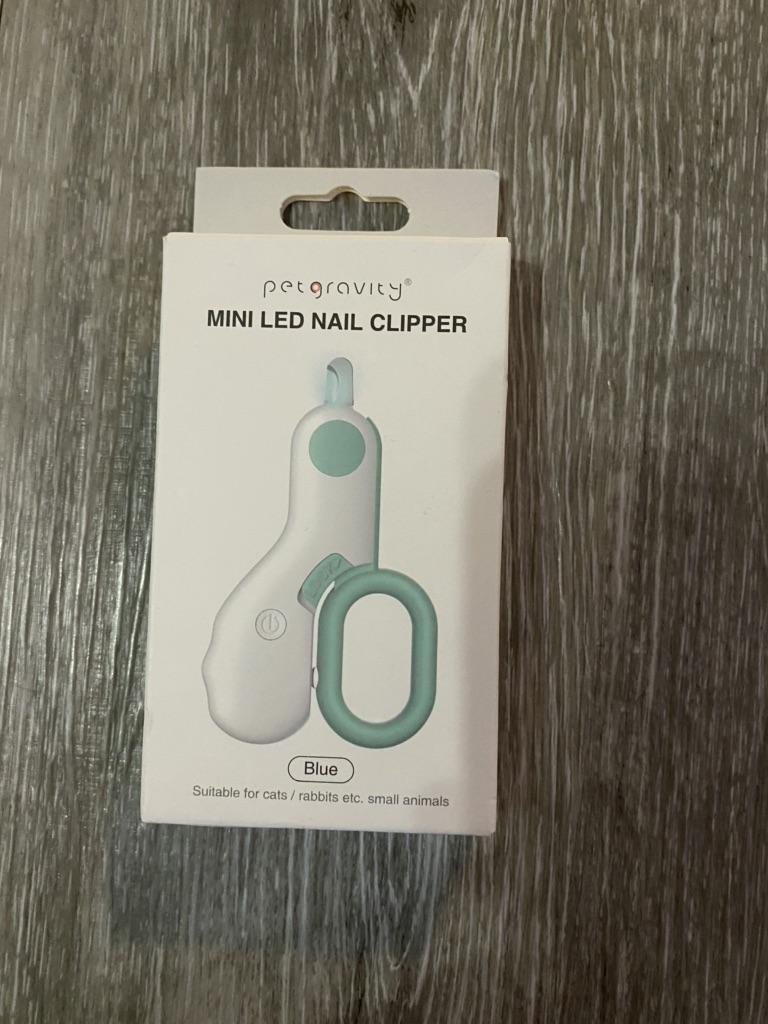 petgravity®
MINI LED NAIL CLIPPER
Blue
Suitable for cats / rabbits etc. small animals